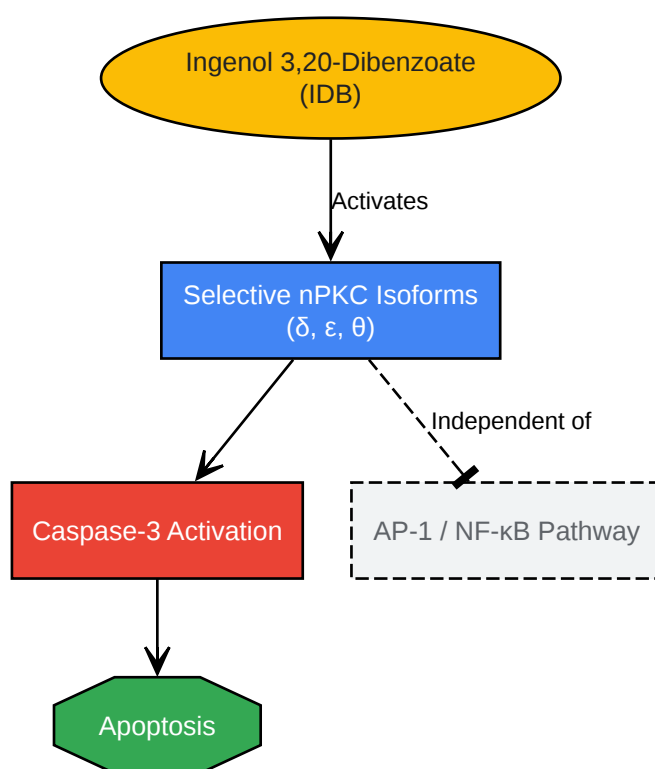 Ingenol 3,20-Dibenzoate
(IDB)
Activates
Selective nPKC Isoforms
(δ, ε, θ)
Independent of
Caspase-3 Activation
AP-1 / NF-κB Pathway
Apoptosis